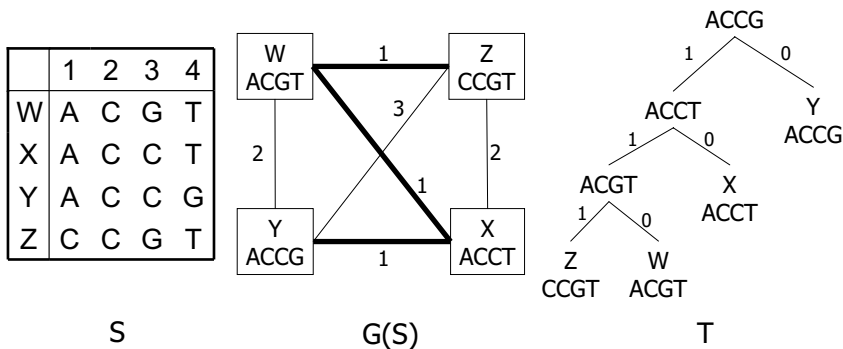 1 2 3 4
W A C G T
X A C C T
Y A C C G
Z C C G T
S
W
ACGT
1
Z
CCGT
3
2
2
1
Y
ACCG
1
X
ACCT
G(S)
ACCG
1 0
ACCT
Y
ACCG
1 0
ACGT
X
ACCT
1 0
Z
CCGT
W
ACGT
T